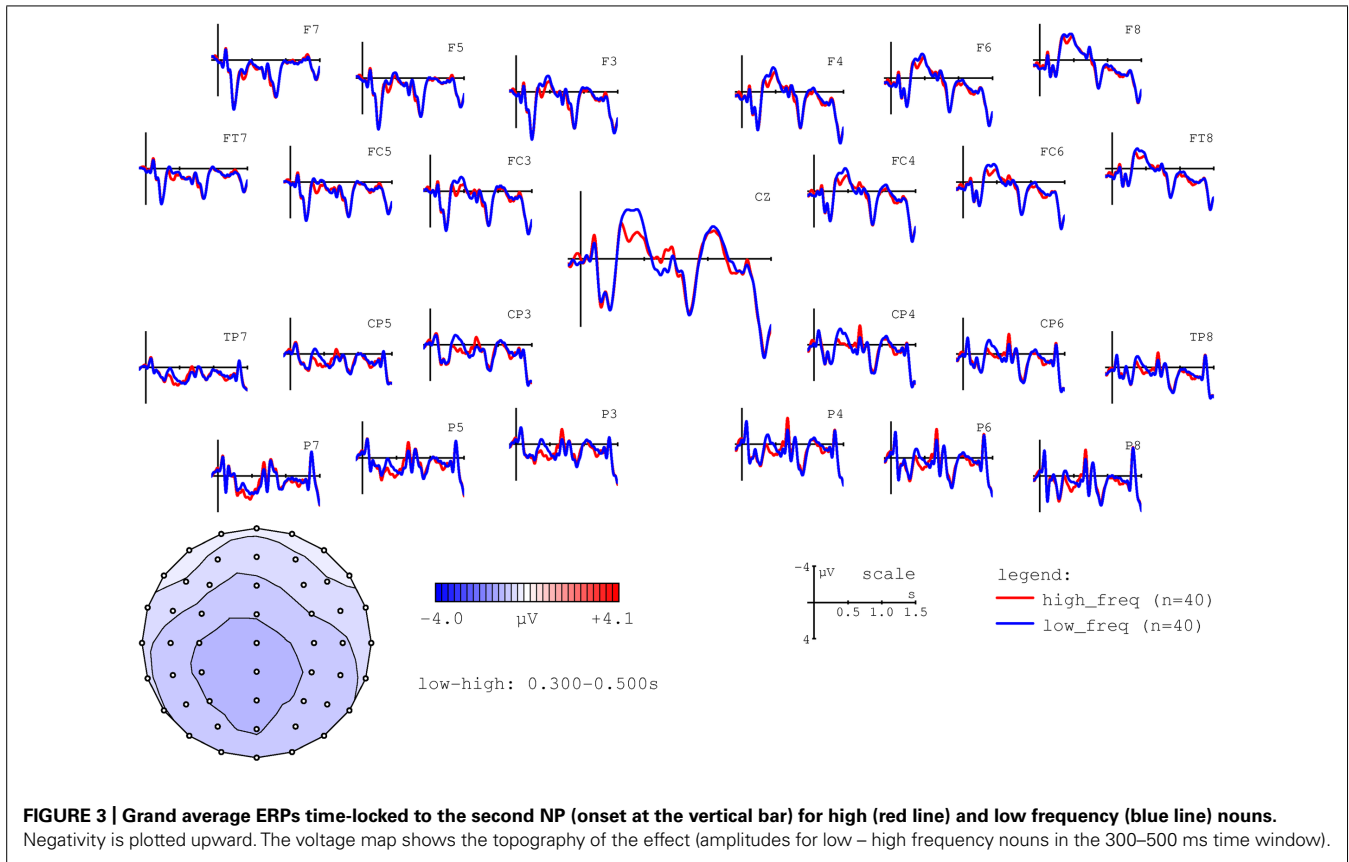 F7
F5
F3
F4
F6
F8
FT7
FC5
FC3
FC4
FC6
FT8
CZ
TP7
CP5
CP3
CP4
CP6
TP8
P7
P5
P3
P4
P6
P8
-4.0 µV +4.1
low-high: 0.300-0.500s
-4 µV scale
s
0.5 1.0 1.5
4
legend:
high_freq (n=40)
low_freq (n=40)
FIGURE 3 | Grand average ERPs time-locked to the second NP (onset at the vertical bar) for high (red line) and low frequency (blue line) nouns.
Negativity is plotted upward. The voltage map shows the topography of the effect (amplitudes for low – high frequency nouns in the 300–500 ms time window).